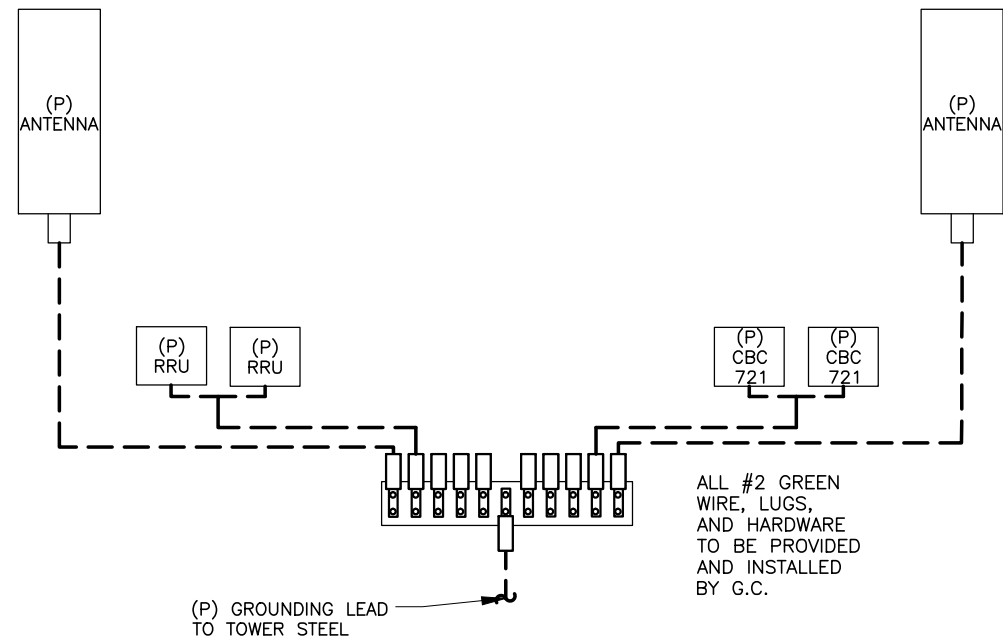 (P)
ANTENNA
(P)
ANTENNA
(P)
RRU
(P)
RRU
(P)
CBC
721
(P)
CBC
721
ALL #2 GREEN
WIRE, LUGS,
AND HARDWARE
TO BE PROVIDED
AND INSTALLED
BY G.C.
(P) GROUNDING LEAD
TO TOWER STEEL